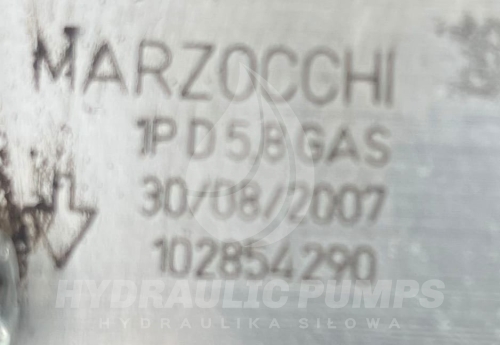 MARZOCCHI
1P D 5,8 GAS
30/08/2007
102854290
HYDRAULIC PUMPS
HYDRAULIKA SIŁOWA